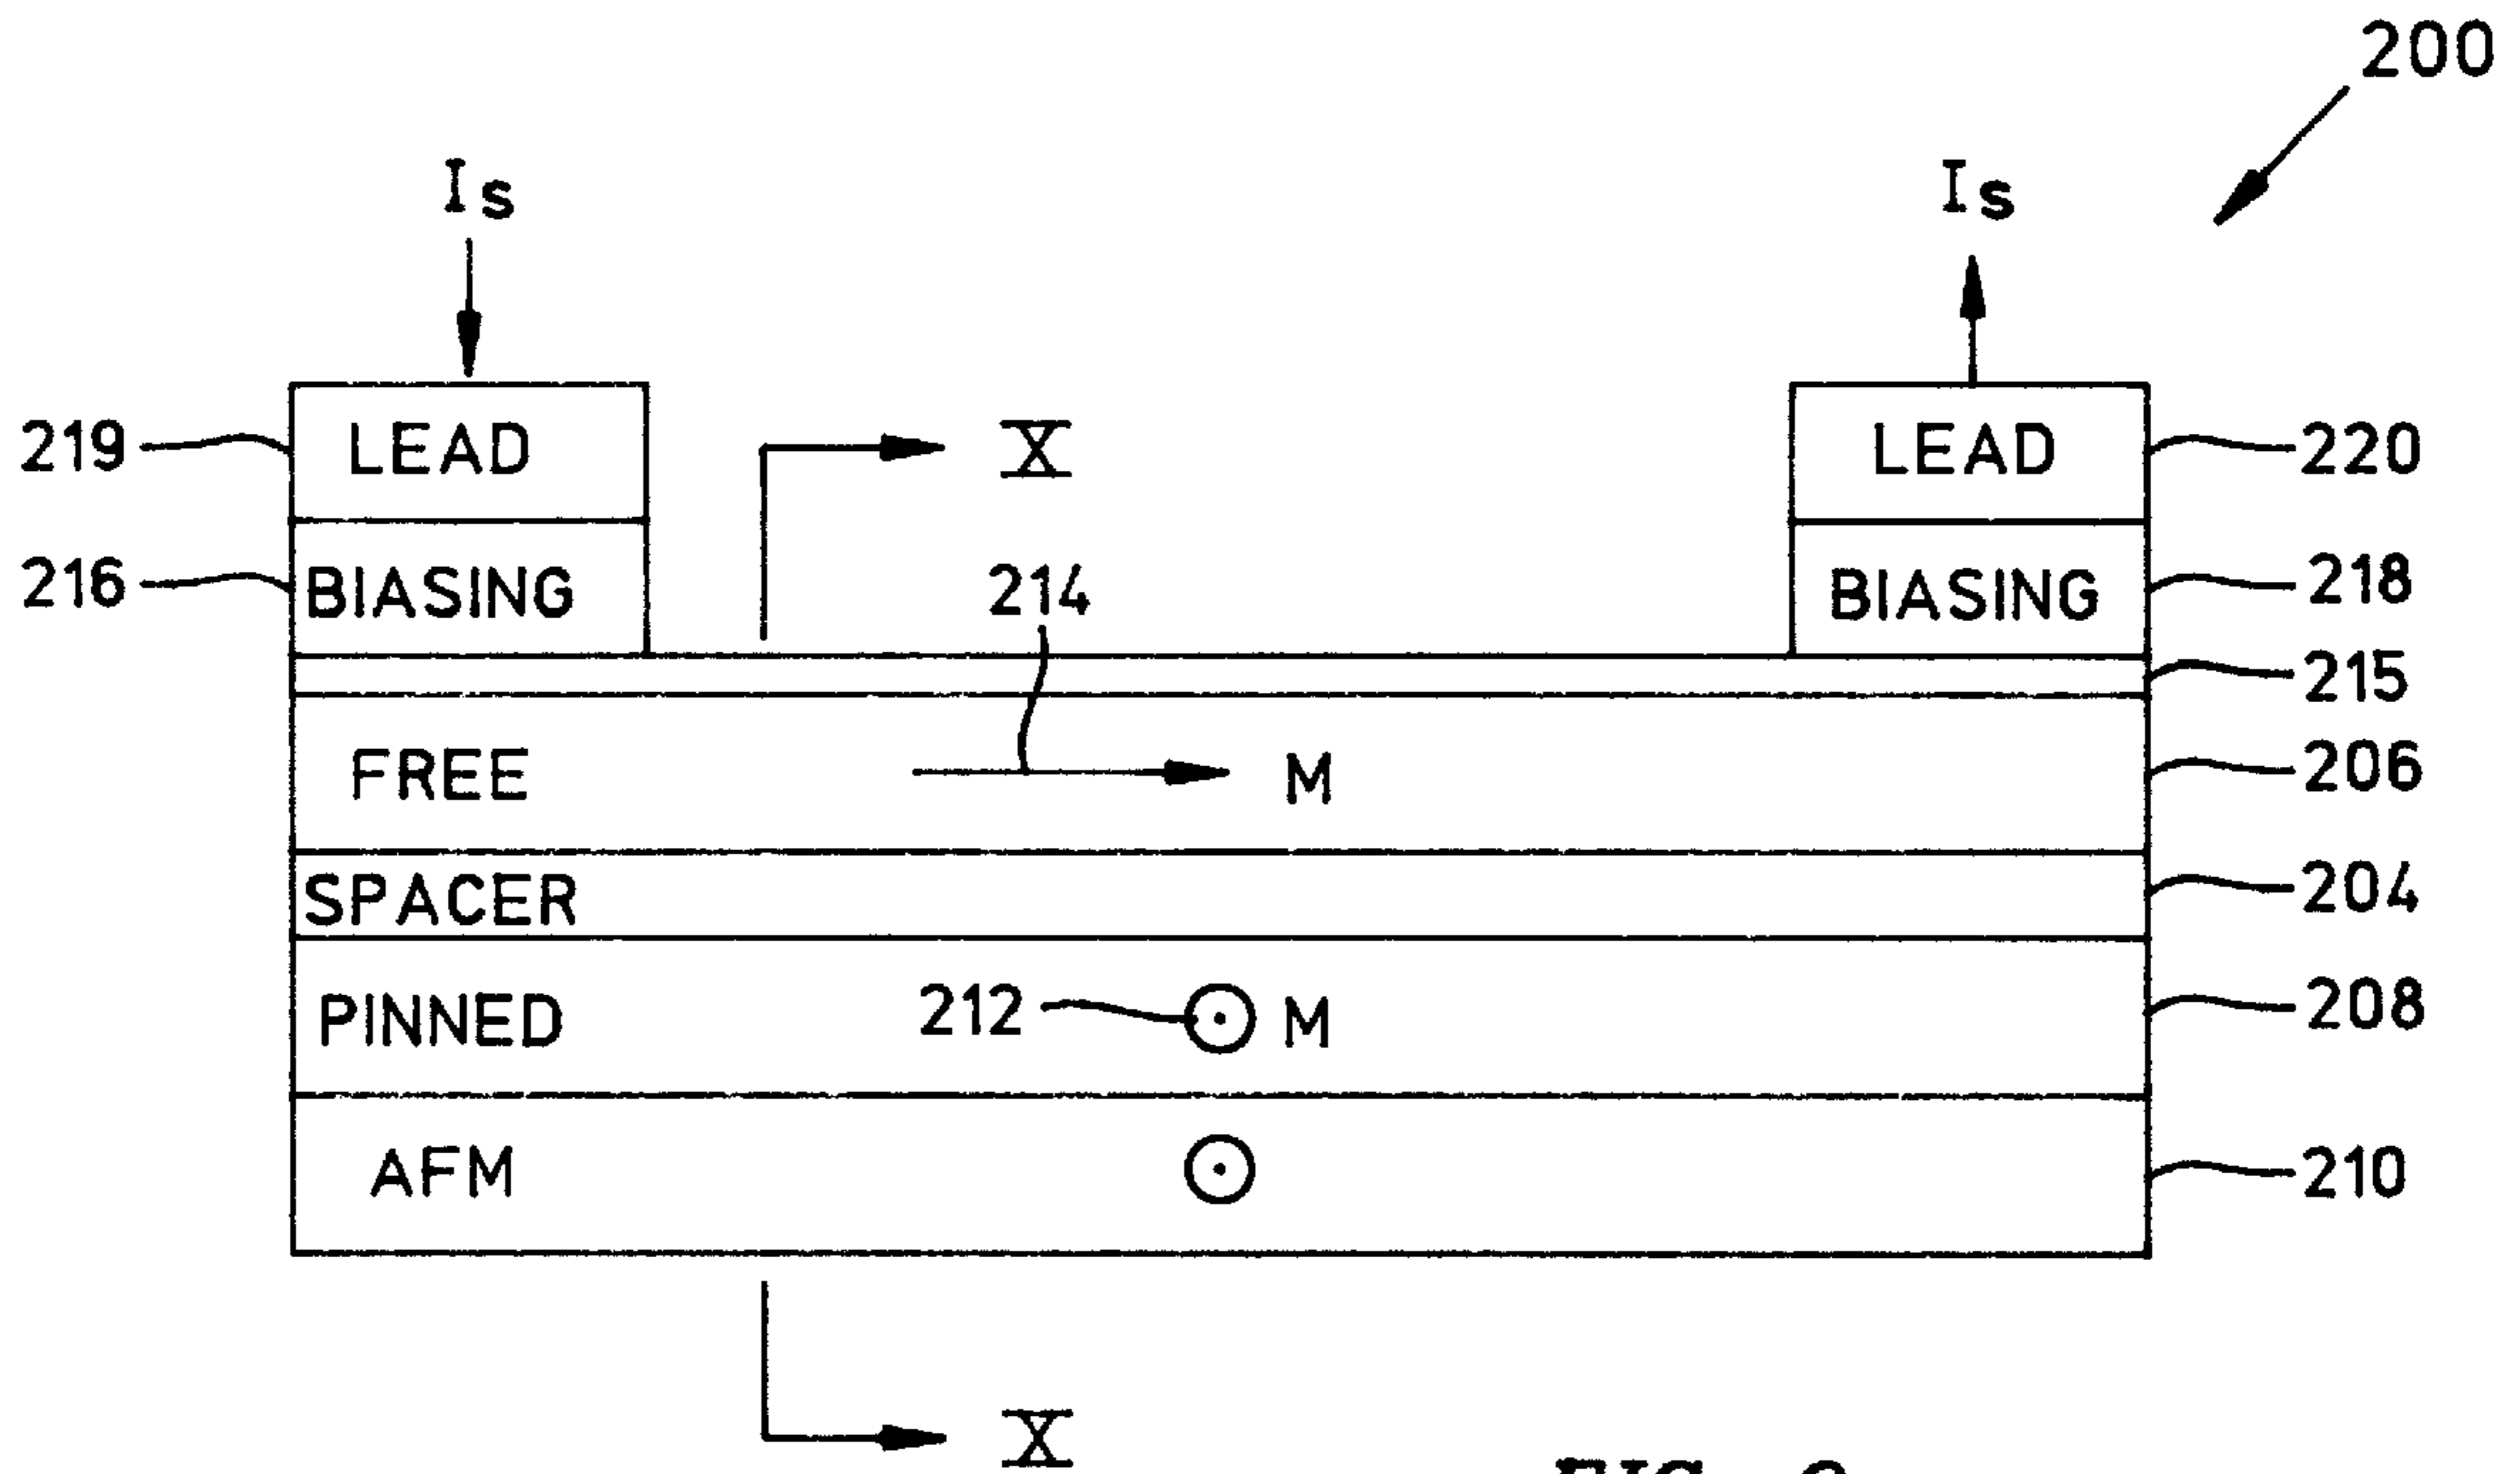 200
Is
Is
219
LEAD
X
LEAD
220
216
BIASING
214
BIASING
218
215
FREE
M
206
SPACER
204
PINNED
212
M
208
AFM
210
X